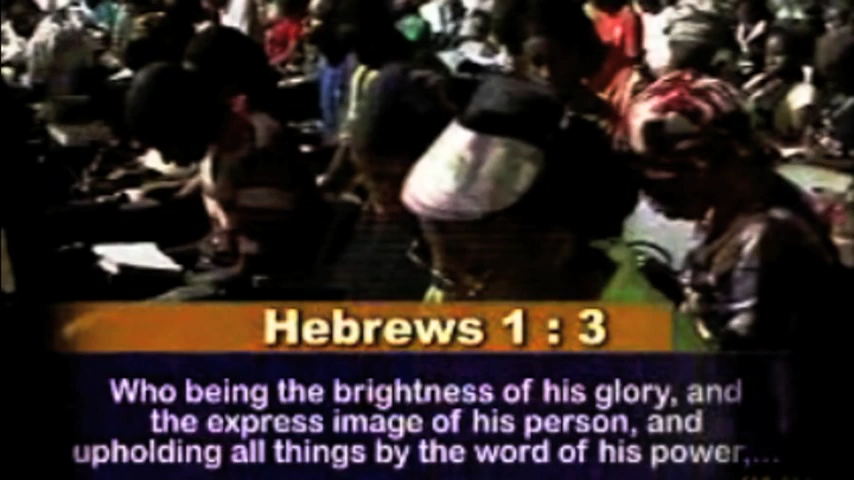 Hebrews 1 : 3
Who being the brightness of his glory, and
the express image of his person, and
upholding all things by the word of his power,...